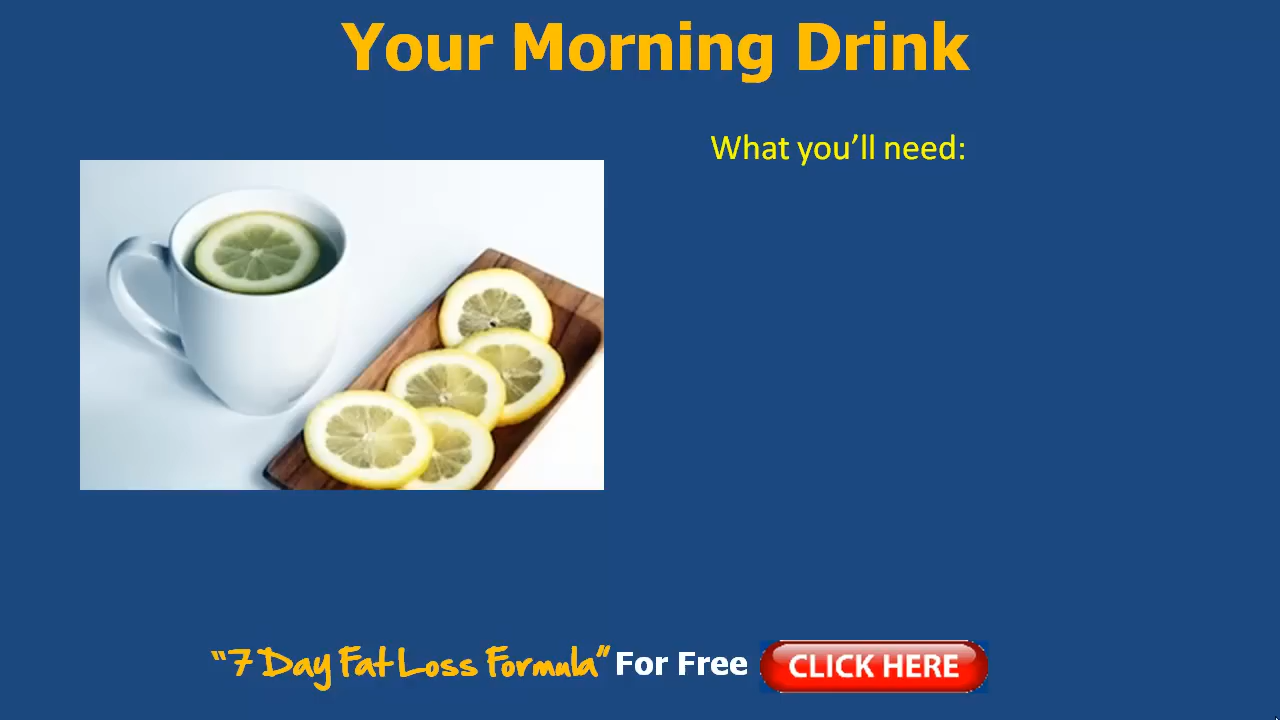 Your Morning Drink
What you’ll need:
“7 Day Fat Loss Formula” For Free CLICK HERE